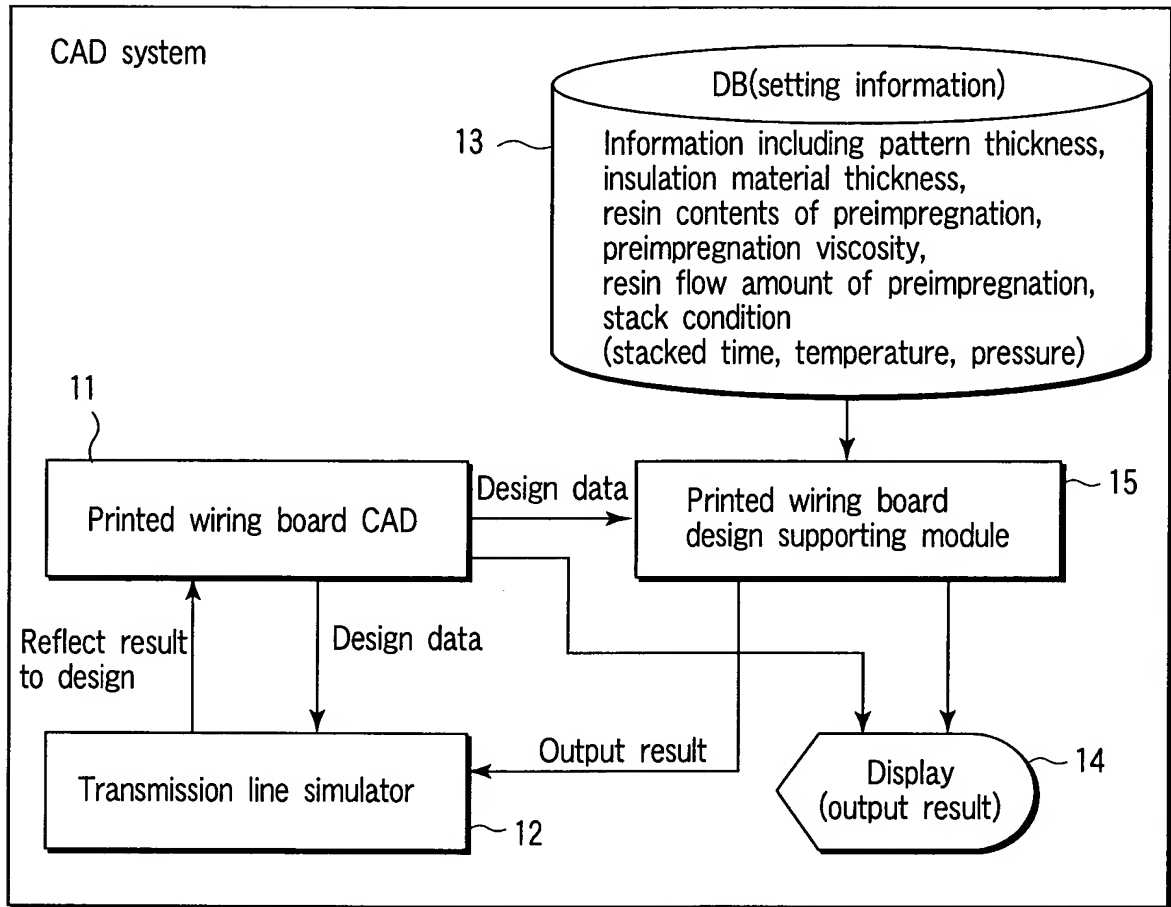 CAD system
DB(setting information)
13
Information including pattern thickness,
insulation material thickness,
resin contents of preimpregnation,
preimpregnation viscosity,
resin flow amount of preimpregnation,
stack condition
(stacked time, temperature, pressure)
11
Printed wiring board CAD
Design data
15
Printed wiring board
design supporting module
Reflect result
to design
Design data
Transmission line simulator
12
Output result
Display
(output result)
14